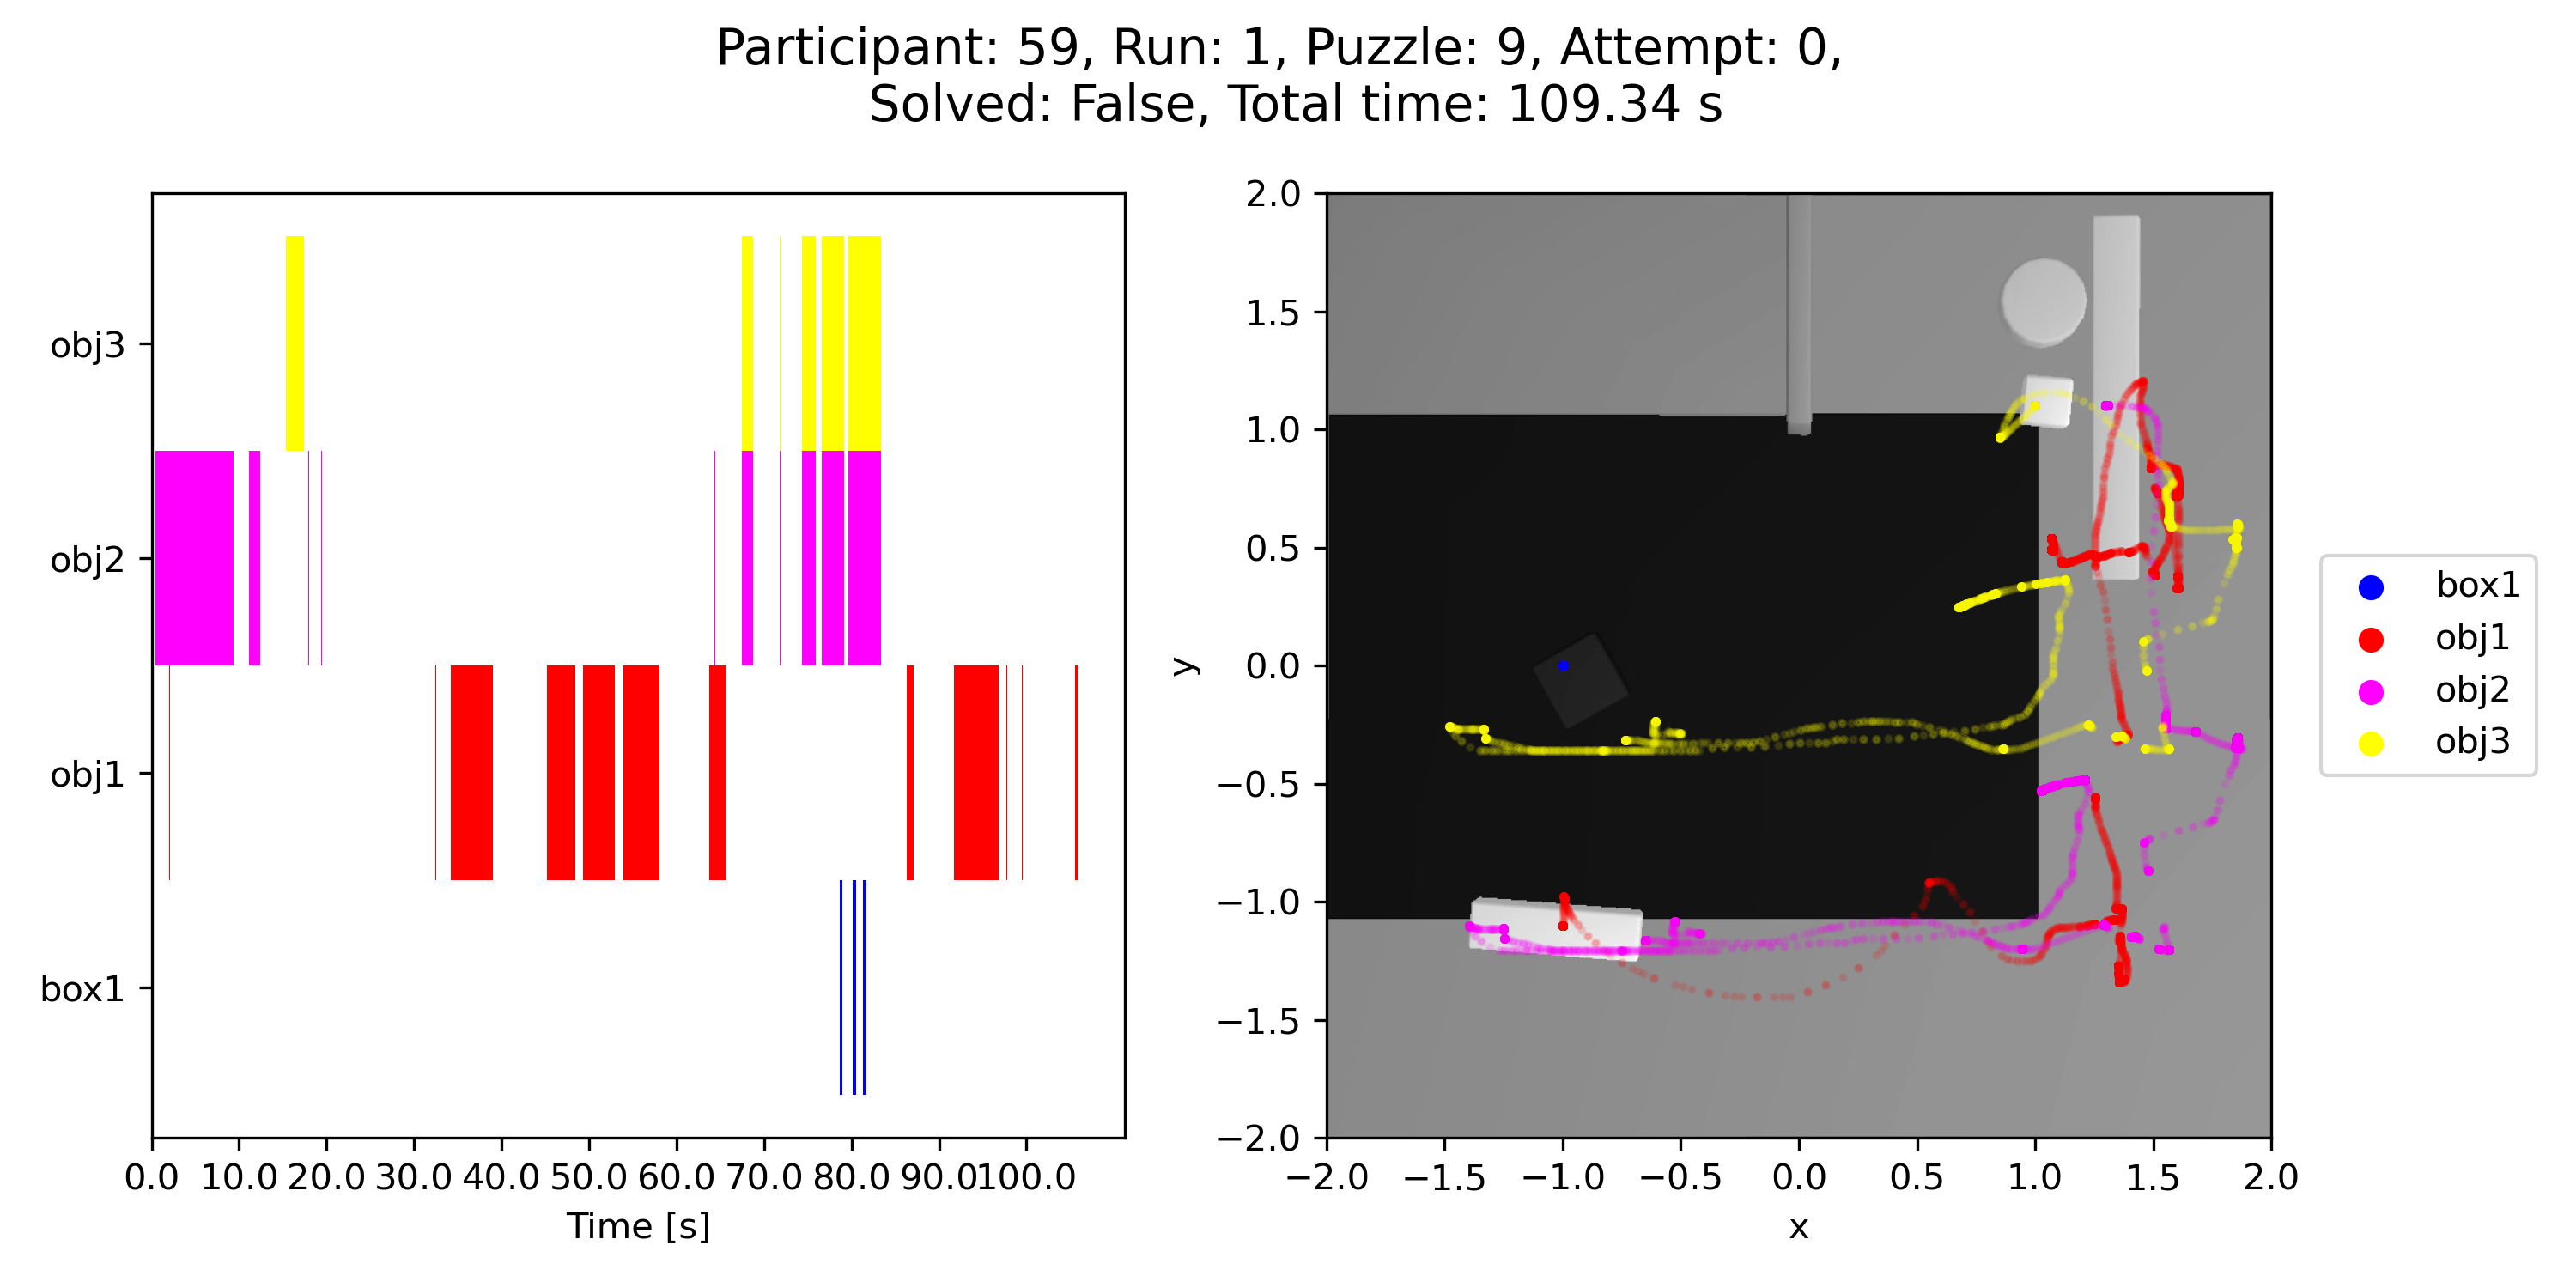 Participant: 59, Run: 1, Puzzle: 9, Attempt: 0,
Solved: False, Total time: 109.34 s
obj3
obj2
obj1
box1
0.0 10.0 20.0 30.0 40.0 50.0 60.0 70.0 80.0 90.0 100.0
Time [s]
2.0
1.5
1.0
0.5
0.0
−0.5
−1.0
−1.5
−2.0
y
−2.0 −1.5 −1.0 −0.5 0.0 0.5 1.0 1.5 2.0
x
box1
obj1
obj2
obj3